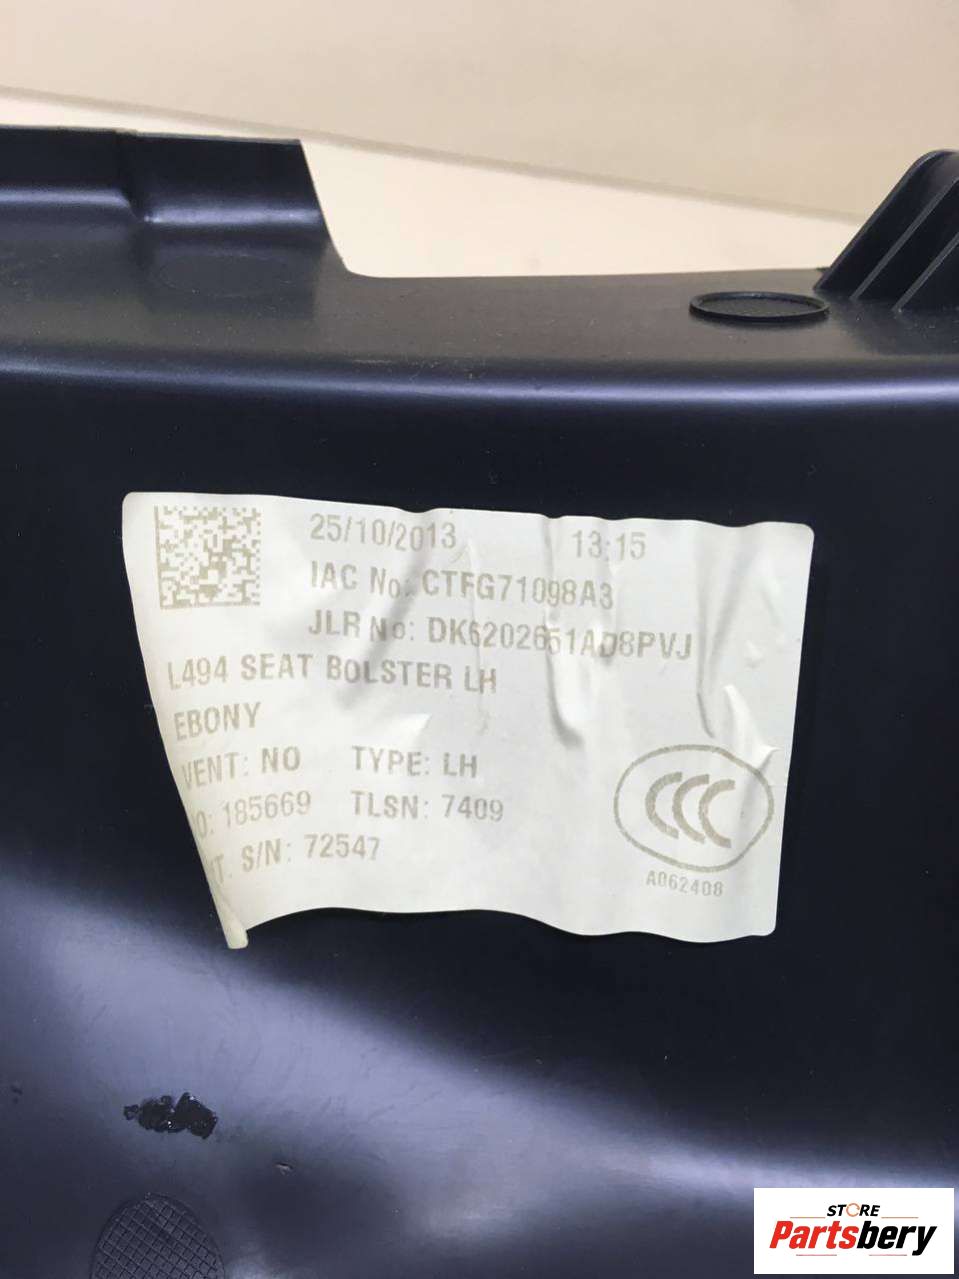 25/10/2013 13:15
IAC No: CTFG71098A3
JLR No: DK6202651AD8PVJ
L494 SEAT BOLSTER LH
EBONY
VENT: NO TYPE: LH
O: 185669 TLSN: 7409
T. S/N: 72547
CCC
A062408
STORE
Partsbery